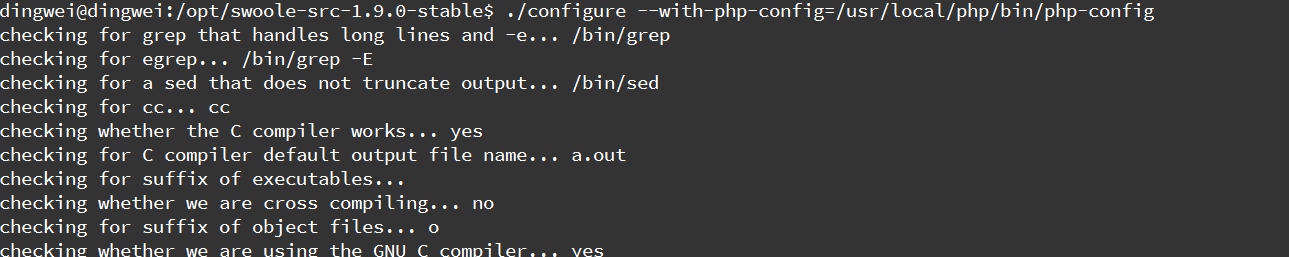 dingwei@dingwei:/opt/swoole-src-1.9.0-stable$ ./configure --with-php-config=/usr/local/php/bin/php-config
checking for grep that handles long lines and -e... /bin/grep
checking for egrep... /bin/grep -E
checking for a sed that does not truncate output... /bin/sed
checking for cc... cc
checking whether the C compiler works... yes
checking for C compiler default output file name... a.out
checking for suffix of executables...
checking whether we are cross compiling... no
checking for suffix of object files... o
checking whether we are using the GNU C compiler... yes